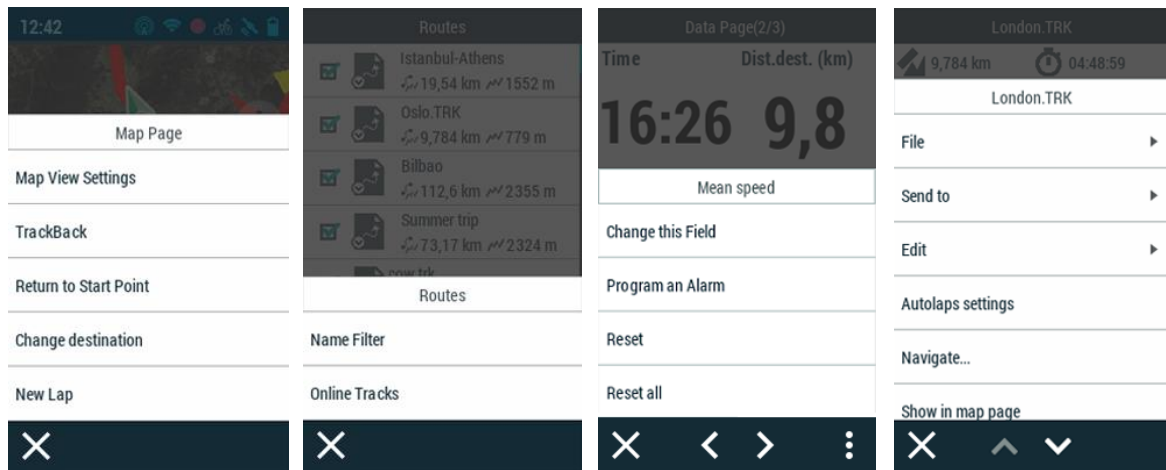 12:42
Map Page
Map View Settings
TrackBack
Return to Start Point
Change destination
New Lap
Routes
Istanbul-Athens
19,54 km 1552 m
Oslo.TRK
9,784 km 779 m
Bilbao
112,6 km 2355 m
Summer trip
73,17 km 2324 m
cow.trk
Routes
Name Filter
Online Tracks
Data Page(2/3)
Time Dist.dest. (km)
16:26 9,8
Mean speed
Change this Field
Program an Alarm
Reset
Reset all
London.TRK
9,784 km 04:48:59
London.TRK
File
Send to
Edit
Autolaps settings
Navigate...
Show in map page